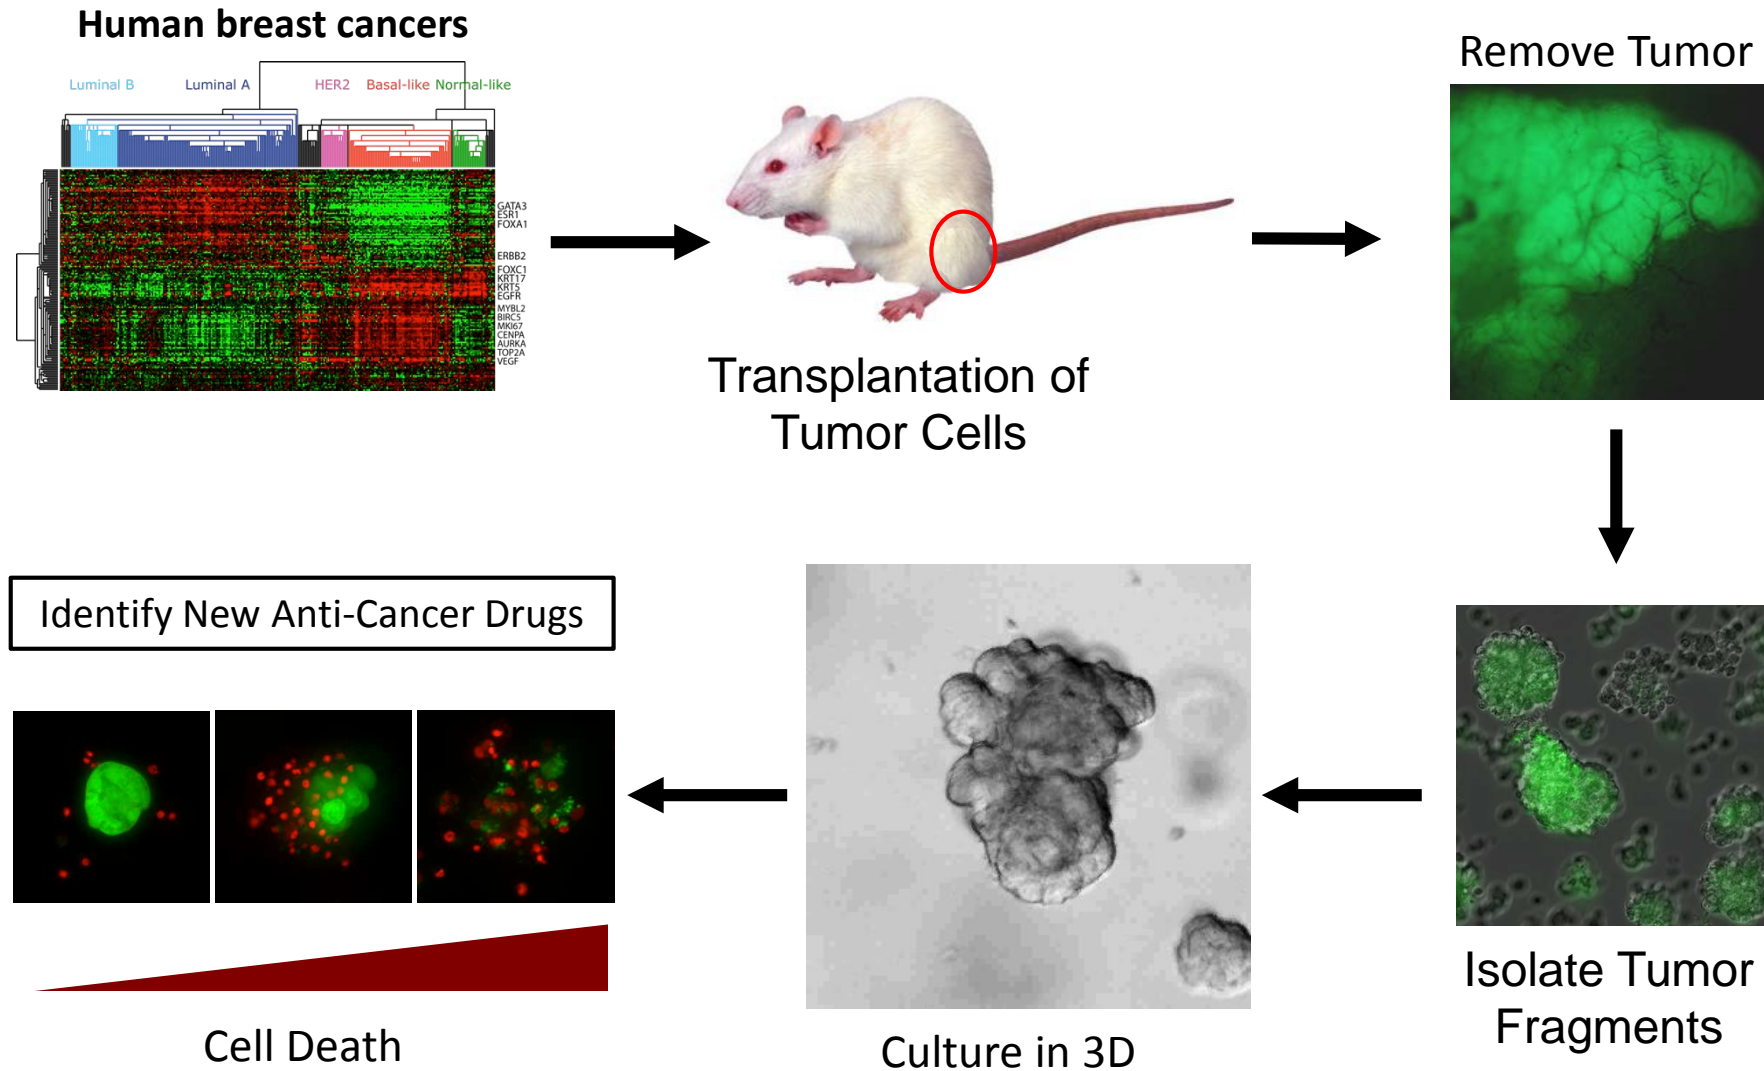 Human breast cancers
Luminal B
Luminal A
HER2
Basal-like
Normal-like
GATA3
ESR1
FOXA1
ERBB2
FOXC1
KRT17
KRT5
EGFR
MYBL2
BIRC5
MKI67
CENPA
AURKA
TOP2A
VEGF
Transplantation of
Tumor Cells
Remove Tumor
Isolate Tumor
Fragments
Culture in 3D
Identify New Anti-Cancer Drugs
Cell Death